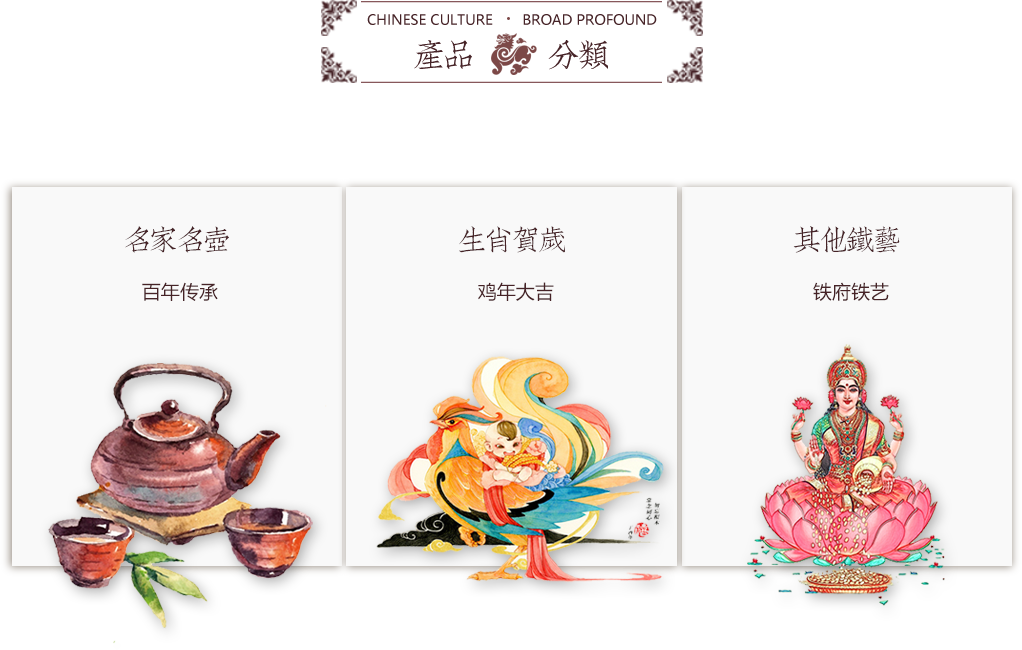 CHINESE CULTURE · BROAD PROFOUND
產品 分類
名家名壺
百年传承
生肖賀歲
鸡年大吉
其他鐵藝
铁府铁艺